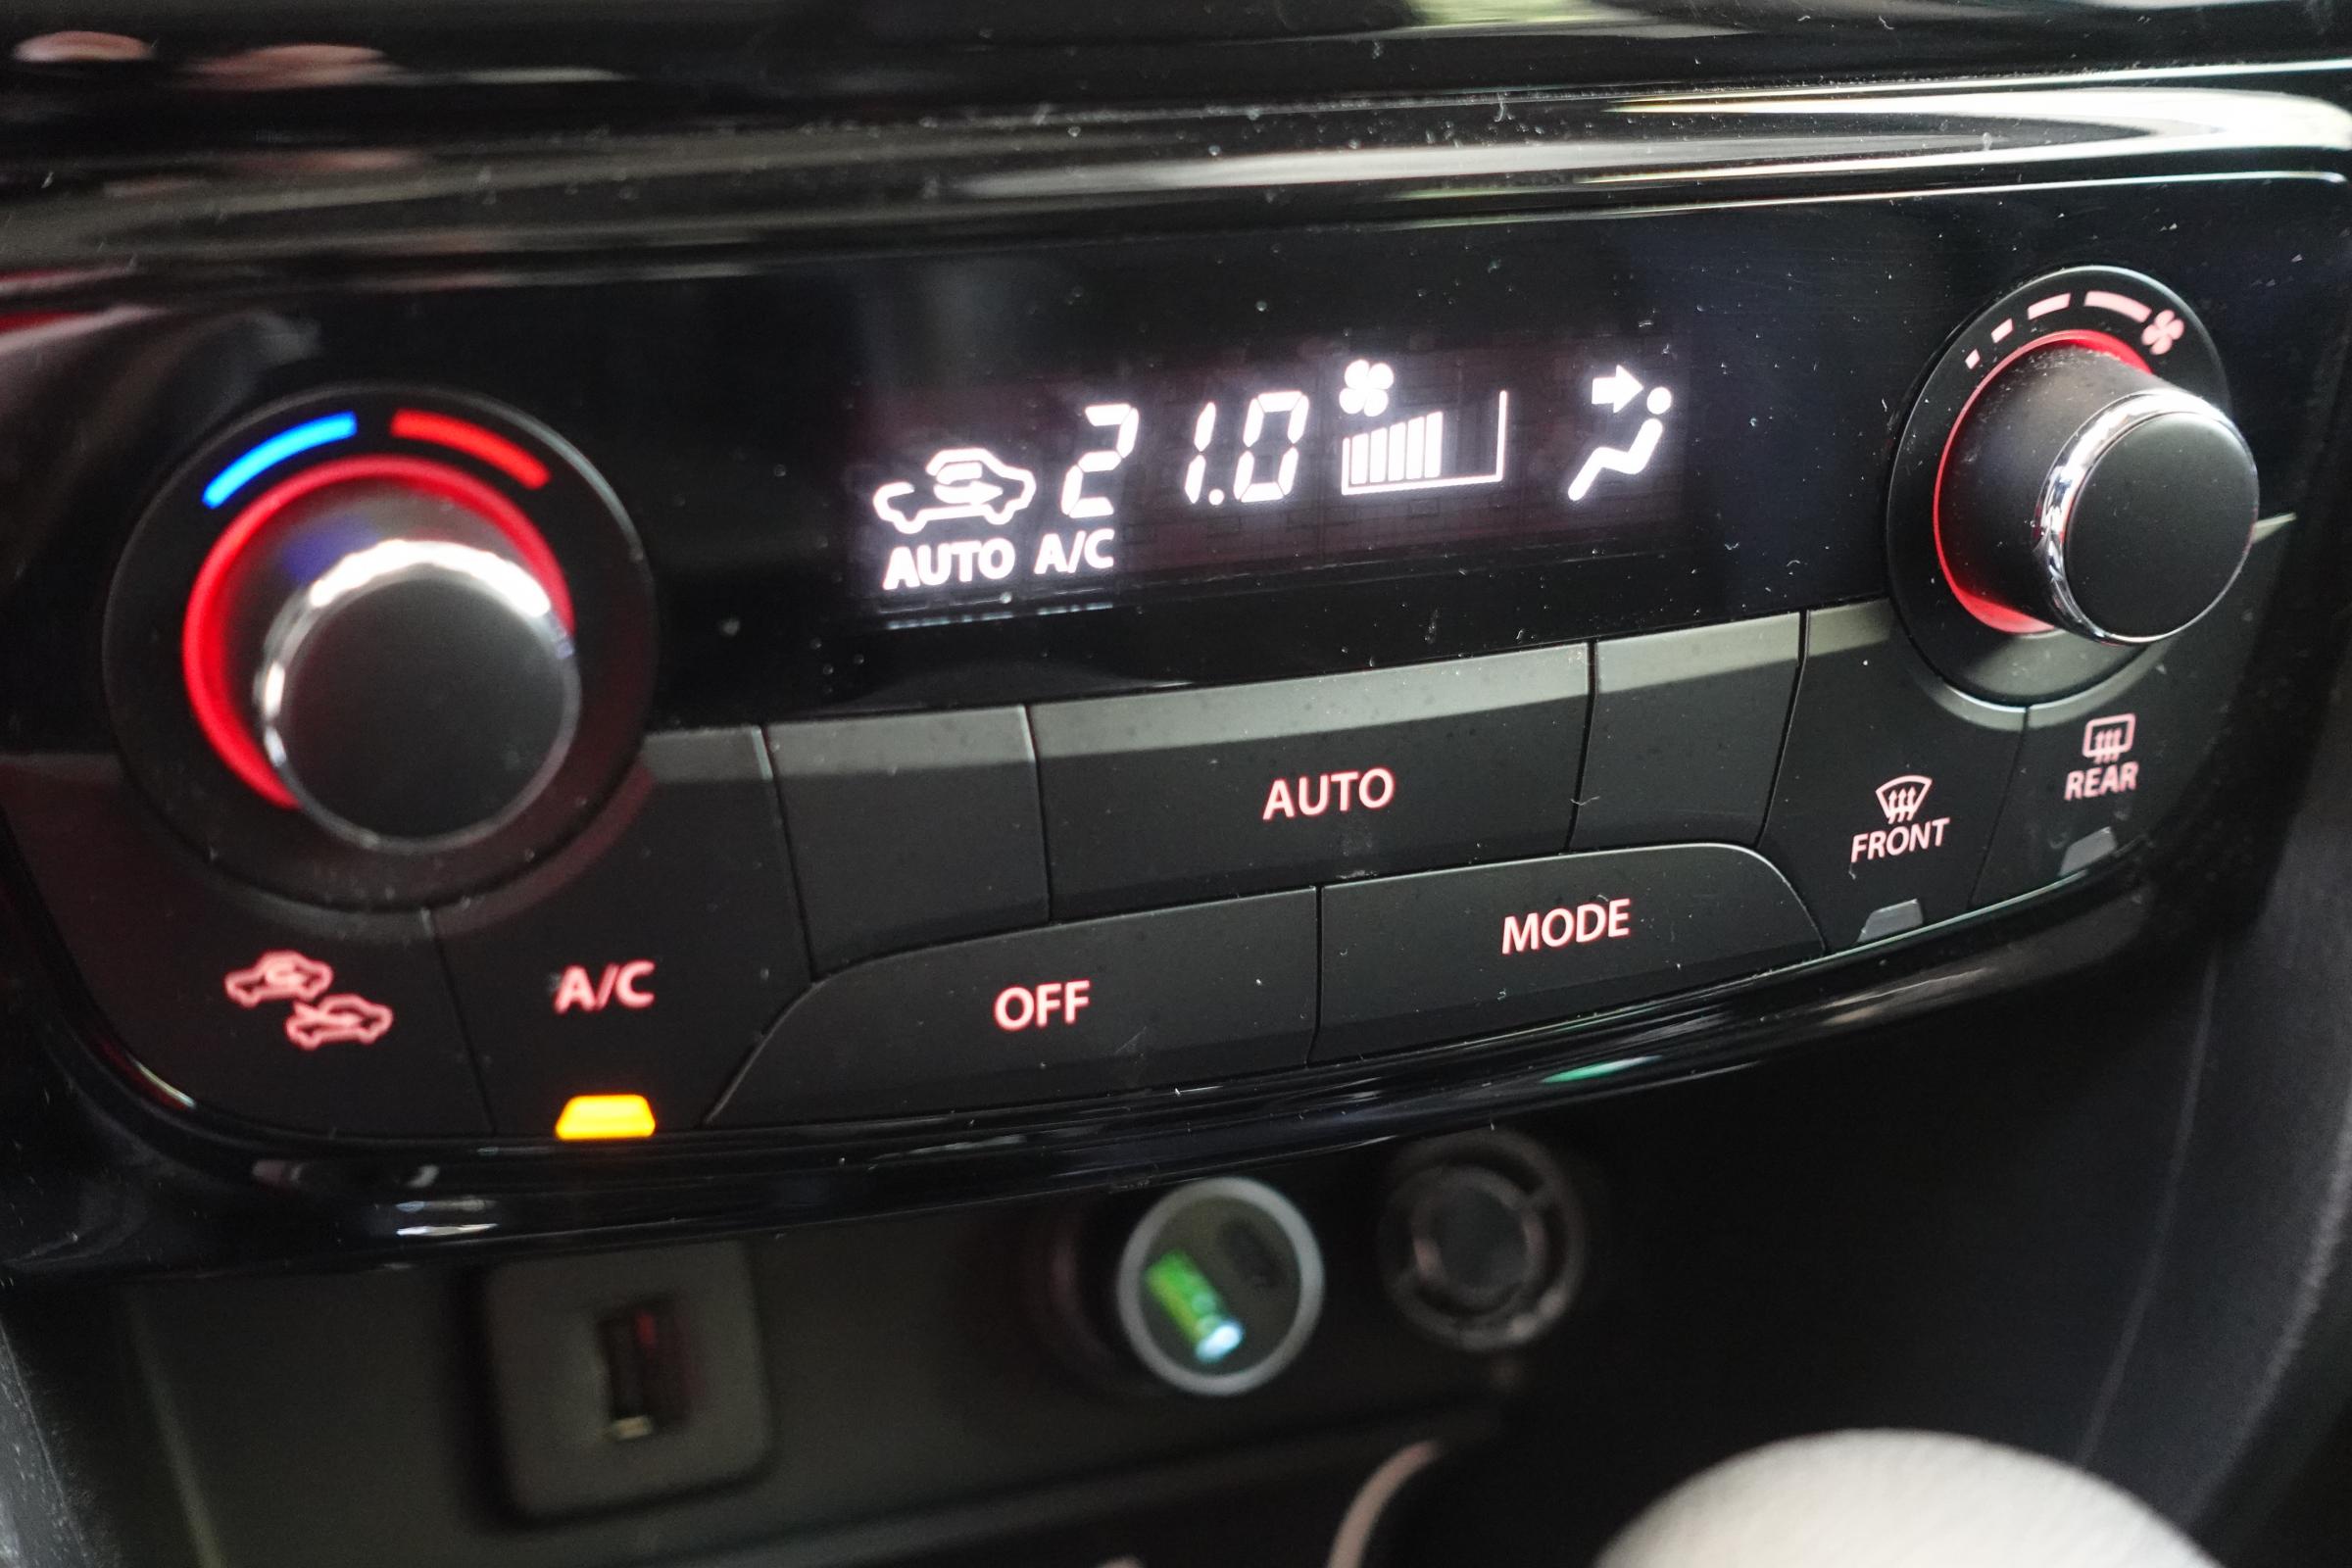 21.0
AUTO A/C
AUTO
REAR
FRONT
MODE
A/C
OFF